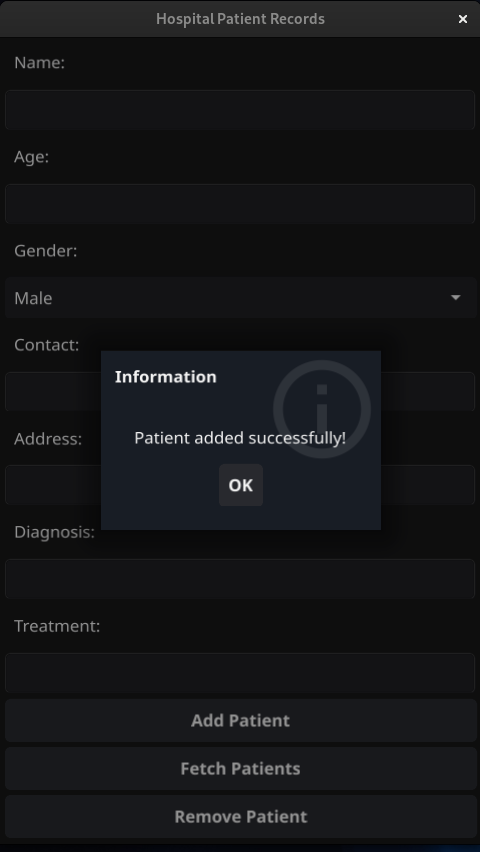 Hospital Patient Records
Name:
Age:
Gender:
Male
Contact:
Information
Patient added successfully!
OK
Address:
Diagnosis:
Treatment:
Add Patient
Fetch Patients
Remove Patient